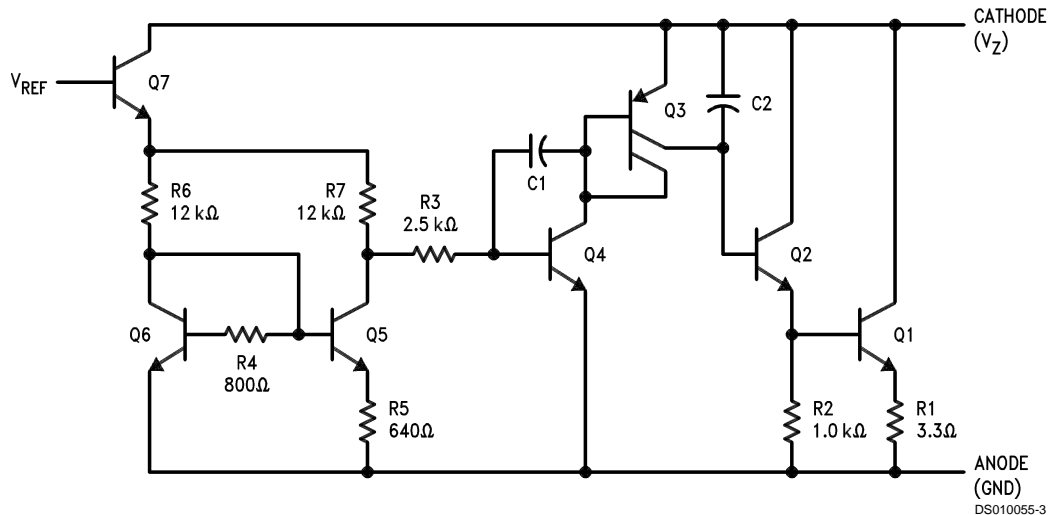 CATHODE
(VZ)
VREF
Q7
Q3
C2
C1
R6
12 kΩ
R7
12 kΩ
R3
2.5 kΩ
Q4
Q2
Q6
R4
800Ω
Q5
Q1
R5
640Ω
R2
1.0 kΩ
R1
3.3Ω
ANODE
(GND)
DS010055-3